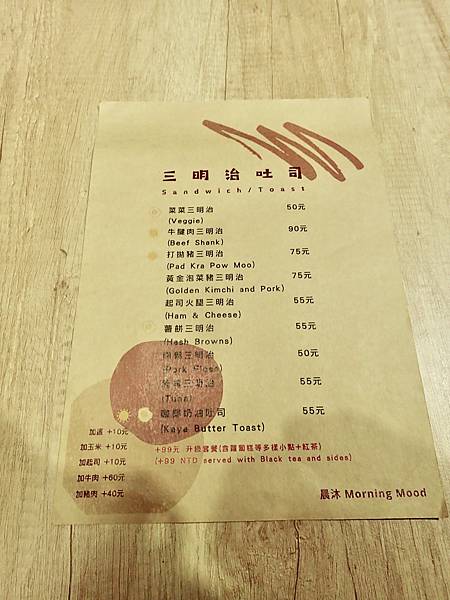 三明治吐司
Sandwich/Toast
菜菜三明治 50元
(Veggie)
牛腱肉三明治 90元
(Beef Shank)
打拋豬三明治 75元
(Pad Kra Pow Moo)
黃金泡菜豬三明治 75元
(Golden Kimchi and Pork)
起司火腿三明治 55元
(Ham & Cheese)
薯餅三明治 55元
(Hash Browns)
肉鬆三明治 50元
(Pork Floss)
鮪魚三明治 55元
(Tuna)
咖椰奶油吐司 55元
(Kaya Butter Toast)
加蛋 +10元
加玉米 +10元
加起司 +10元
加牛肉 +60元
加豬肉 +40元
+99元 升級套餐(含蘿蔔糕等多樣小點+紅茶)
(+99 NTD served with Black tea and sides)
晨沐 Morning Mood